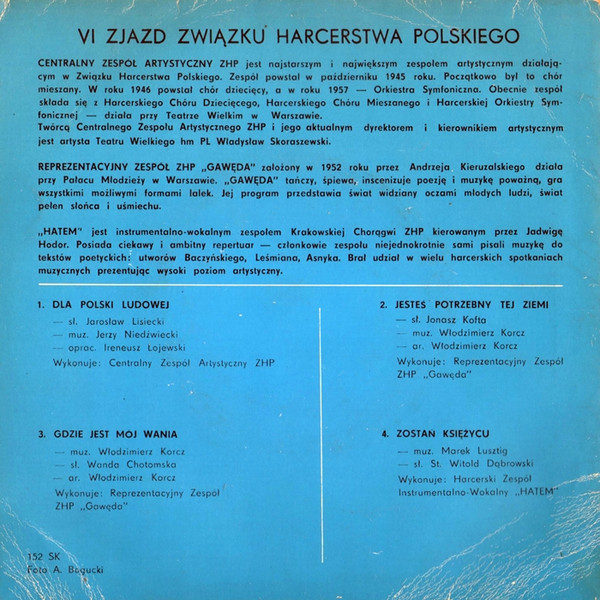 VI ZJAZD ZWIĄZKU HARCERSTWA POLSKIEGO
CENTRALNY ZESPÓŁ ARTYSTYCZNY ZHP jest najstarszym i największym zespołem artystycznym działają-
cym w Związku Harcerstwa Polskiego. Zespół powstał w październiku 1945 roku. Początkowo był to chór
mieszany. W roku 1946 powstał chór dziecięcy, a w roku 1957 — Orkiestra Symfoniczna. Obecnie zespół
składa się z Harcerskiego Chóru Dziecięcego, Harcerskiego Chóru Mieszanego i Harcerskiej Orkiestry Sym-
fonicznej — działa przy Teatrze Wielkim w Warszawie.
Twórcą Centralnego Zespołu Artystycznego ZHP i jego aktualnym dyrektorem i kierownikiem artystycznym
jest artysta Teatru Wielkiego hm PL Władysław Skoraszewski.
REPREZENTACYJNY ZESPÓŁ ZHP „GAWĘDA" założony w 1952 roku przez Andrzeja Kieruzalskiego działa
przy Pałacu Młodzieży w Warszawie. „GAWĘDA" tańczy, śpiewa, inscenizuje poezję i muzykę poważną, gra
wszystkimi możliwymi formami lalek. Jej program przedstawia świat widziany oczami młodych ludzi, świat
pełen słońca i uśmiechu.
„HATEM" jest instrumentalno-wokalnym zespołem Krakowskiej Chorągwi ZHP kierowanym przez Jadwigę
Hodor. Posiada ciekawy i ambitny repertuar — członkowie zespołu niejednokrotnie sami pisali muzykę do
tekstów poetyckich: utworów Baczyńskiego, Leśmiana, Asnyka. Brał udział w wielu harcerskich spotkaniach
muzycznych prezentując wysoki poziom artystyczny.
1. DLA POLSKI LUDOWEJ
— sł. Jarosław Lisiecki
— muz. Jerzy Niedźwiecki
— oprac. Ireneusz Łojewski
Wykonuje: Centralny Zespół Artystyczny ZHP
2. JESTEŚ POTRZEBNY TEJ ZIEMI
— sł. Jonasz Kofta
— muz. Włodzimierz Korcz
— ar. Włodzimierz Korcz
Wykonuje: Reprezentacyjny Zespół
ZHP „Gawęda"
3. GDZIE JEST MÓJ WANIA
— muz. Włodzimierz Korcz
— sł. Wanda Chotomska
— ar. Włodzimierz Korcz
Wykonuje: Reprezentacyjny Zespół
ZHP „Gawęda"
4. ZOSTAŃ KSIĘŻYCU
— muz. Marek Lusztig
— sł. St. Witold Dąbrowski
Wykonuje: Harcerski Zespół
Instrumentalno-Wokalny „HATEM"
152 SK
Foto A. Bogucki